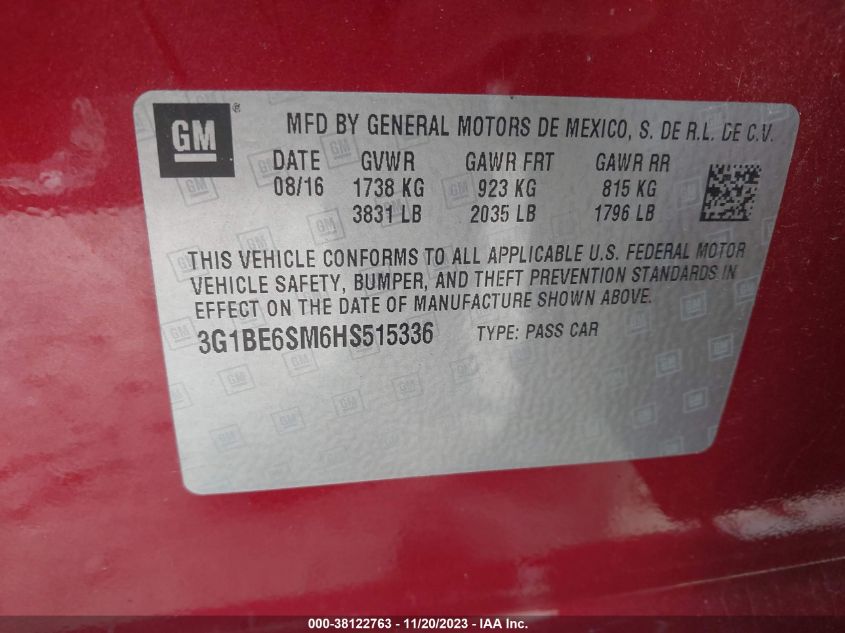 GM ®
MFD BY GENERAL MOTORS DE MEXICO, S. DE R.L. DE C.V.
DATE GVWR GAWR FRT GAWR RR
08/16 1738 KG 923 KG 815 KG
3831 LB 2035 LB 1796 LB
THIS VEHICLE CONFORMS TO ALL APPLICABLE U.S. FEDERAL MOTOR
VEHICLE SAFETY, BUMPER, AND THEFT PREVENTION STANDARDS IN
EFFECT ON THE DATE OF MANUFACTURE SHOWN ABOVE.
3G1BE6SM6HS515336 TYPE: PASS CAR
000-38122763 - 11/20/2023 - IAA Inc.